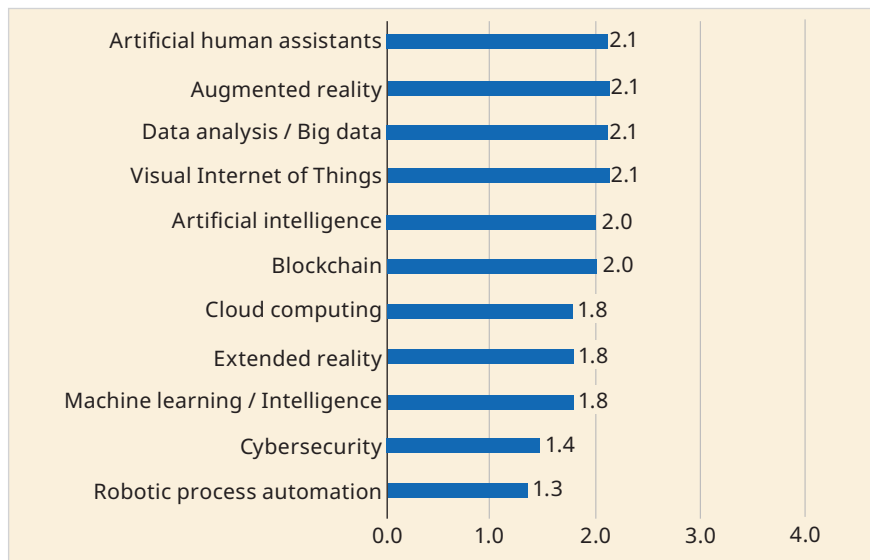 Artificial human assistants 2.1
Augmented reality 2.1
Data analysis / Big data 2.1
Visual Internet of Things 2.1
Artificial intelligence 2.0
Blockchain 2.0
Cloud computing 1.8
Extended reality 1.8
Machine learning / Intelligence 1.8
Cybersecurity 1.4
Robotic process automation 1.3
0.0 1.0 2.0 3.0 4.0